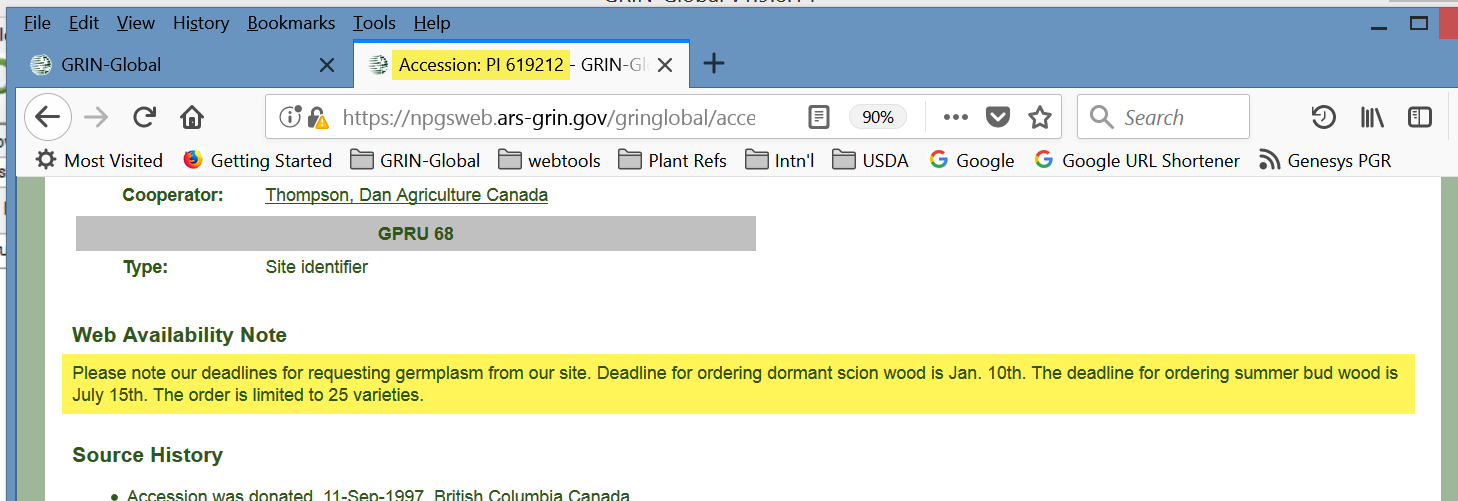 File Edit View History Bookmarks Tools Help
GRIN-Global
Accession: PI 619212 - GRIN-Gl
https://npgsweb.ars-grin.gov/gringlobal/acce
90%
Search
Most Visited Getting Started GRIN-Global webtools Plant Refs Intn'l USDA Google Google URL Shortener Genesys PGR
Cooperator: Thompson, Dan Agriculture Canada
GPRU 68
Type: Site identifier
Web Availability Note
Please note our deadlines for requesting germplasm from our site. Deadline for ordering dormant scion wood is Jan. 10th. The deadline for ordering summer bud wood is
July 15th. The order is limited to 25 varieties.
Source History
• Accession was donated. 11-Sep-1997. British Columbia Canada